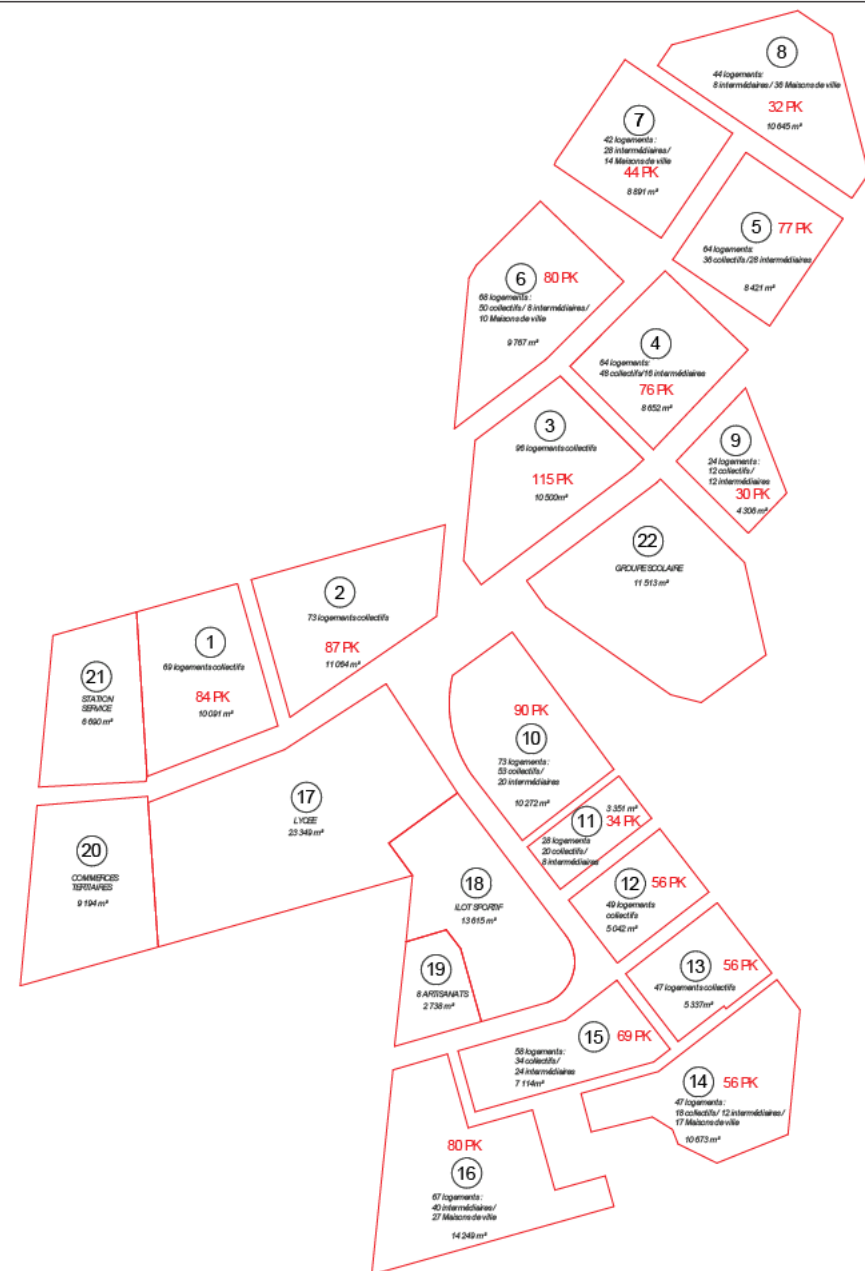 8
44 logements:
8 intermédiaires / 36 Maisons de ville
32 PK
10 645 m²
7
42 logements :
28 intermédiaires /
14 Maisons de ville
44 PK
8 891 m²
5 77 PK
64 logements:
36 collectifs /28 intermédiaires
8 421 m²
6 80 PK
68 logements :
50 collectifs / 8 intermédiaires /
10 Maisons de ville
9 767 m²
4
64 logements:
48 collectifs/16 intermédiaires
76 PK
8 652 m²
3
96 logements collectifs
115 PK
10 500m²
9
24 logements :
12 collectifs /
12 intermédiaires
30 PK
4 306 m²
22
GROUPE SCOLAIRE
11 513 m²
2
73 logements collectifs
87 PK
11 064 m²
1
69 logements collectifs
84 PK
10 091 m²
21
STATION
SERVICE
6 690 m²
90 PK
10
73 logements :
53 collectifs /
20 intermédiaires
10 272 m²
17
LYCEE
23 349 m²
3 351 m²
11 34 PK
28 logements
20 collectifs /
8 intermédiaires
20
COMMERCES
TERTIAIRES
9 194 m²
18
ILOT SPORTIF
13 615 m²
12 56 PK
49 logements
collectifs
5 042 m²
19
8 ARTISANATS
2 738 m²
13 56 PK
47 logements collectifs
5 337m²
15 69 PK
58 logements :
34 collectifs /
24 intermédiaires
7 114m²
14 56 PK
47 logements :
18 collectifs / 12 intermédiaires /
17 Maisons de ville
10 673 m²
80 PK
16
67 logements :
40 intermédiaires /
27 Maisons de ville
14 249 m²